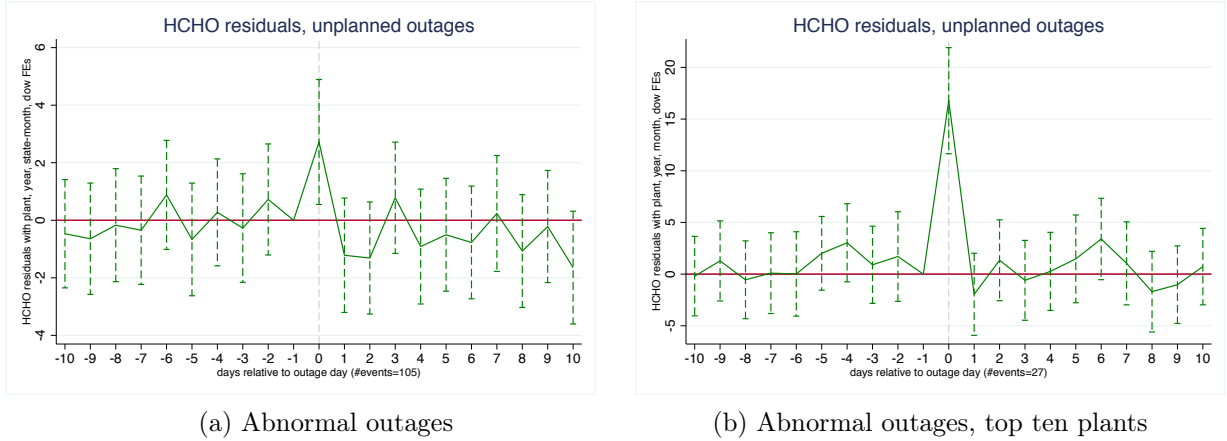 HCHO residuals, unplanned outages
HCHO residuals with plant, year, state-month, dow FEs
6
4
2
0
-2
-4
-10 -9 -8 -7 -6 -5 -4 -3 -2 -1 0 1 2 3 4 5 6 7 8 9 10
days relative to outage day (#events=105)
(a) Abnormal outages
HCHO residuals, unplanned outages
HCHO residuals with plant, year, month, dow FEs
20
15
10
5
0
-5
-10 -9 -8 -7 -6 -5 -4 -3 -2 -1 0 1 2 3 4 5 6 7 8 9 10
days relative to outage day (#events=27)
(b) Abnormal outages, top ten plants